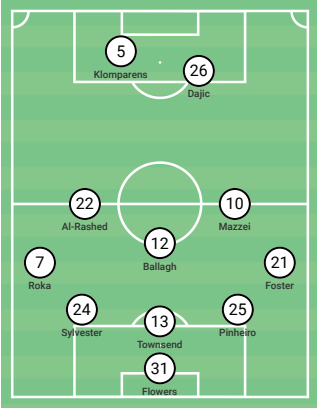 5
Klomparens
26
Dajic
22
Al-Rashed
10
Mazzei
12
Ballagh
7
Roka
21
Foster
24
Sylvester
13
Townsend
25
Pinheiro
31
Flowers